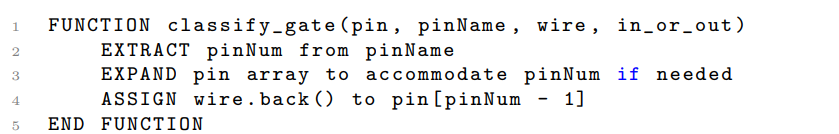 1 FUNCTION classify_gate(pin, pinName, wire, in_or_out)
2 EXTRACT pinNum from pinName
3 EXPAND pin array to accommodate pinNum if needed
4 ASSIGN wire.back() to pin[pinNum - 1]
5 END FUNCTION